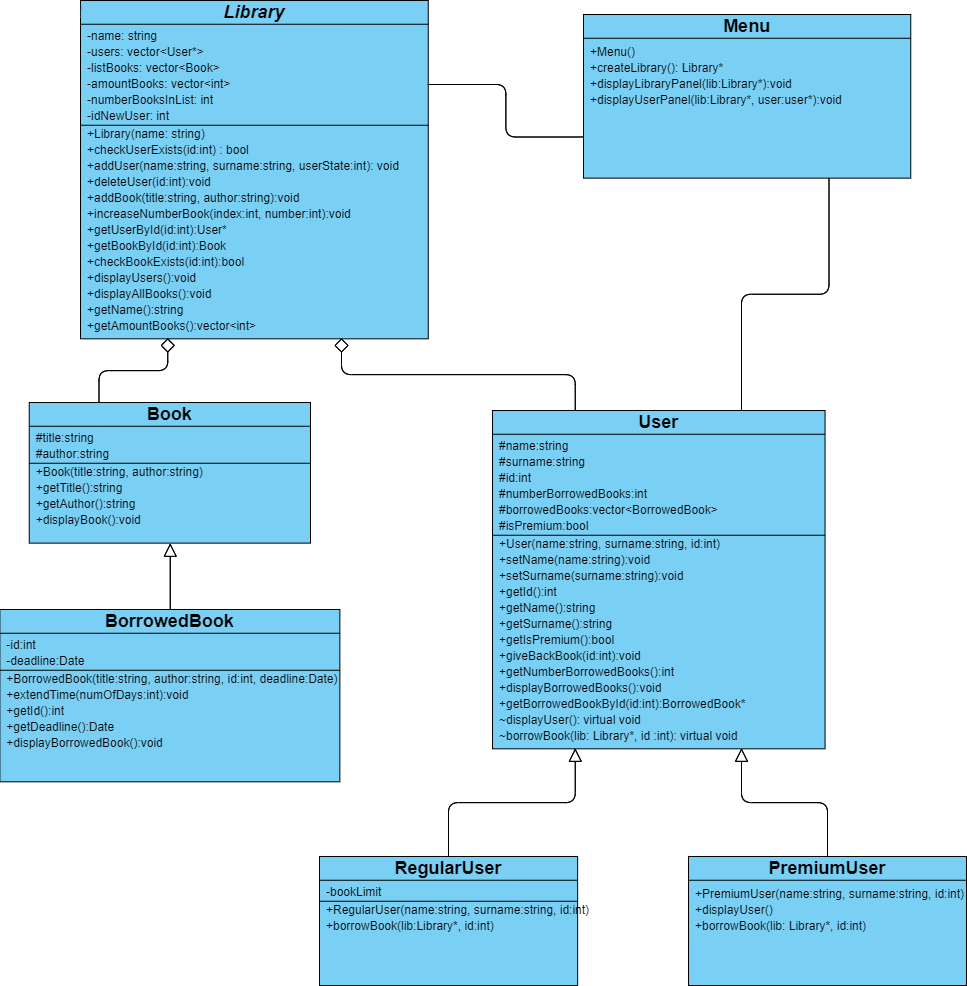 Library
-name: string
-users: vector<User*>
-listBooks: vector<Book>
-amountBooks: vector<int>
-numberBooksInList: int
-idNewUser: int
+Library(name: string)
+checkUserExists(id:int) : bool
+addUser(name:string, surname:string, userState:int): void
+deleteUser(id:int):void
+addBook(title:string, author:string):void
+increaseNumberBook(index:int, number:int):void
+getUserById(id:int):User*
+getBookById(id:int):Book
+checkBookExists(id:int):bool
+displayUsers():void
+displayAllBooks():void
+getName():string
+getAmountBooks():vector<int>
Menu
+Menu()
+createLibrary(): Library*
+displayLibraryPanel(lib:Library*):void
+displayUserPanel(lib:Library*, user:user*):void
Book
#title:string
#author:string
+Book(title:string, author:string)
+getTitle():string
+getAuthor():string
+displayBook():void
User
#name:string
#surname:string
#id:int
#numberBorrowedBooks:int
#borrowedBooks:vector<BorrowedBook>
#isPremium:bool
+User(name:string, surname:string, id:int)
+setName(name:string):void
+setSurname(surname:string):void
+getId():int
+getName():string
+getSurname():string
+getIsPremium():bool
+giveBackBook(id:int):void
+getNumberBorrowedBooks():int
+displayBorrowedBooks():void
+getBorrowedBookById(id:int):BorrowedBook*
~displayUser(): virtual void
~borrowBook(lib: Library*, id :int): virtual void
BorrowedBook
-id:int
-deadline:Date
+BorrowedBook(title:string, author:string, id:int, deadline:Date)
+extendTime(numOfDays:int):void
+getId():int
+getDeadline():Date
+displayBorrowedBook():void
RegularUser
-bookLimit
+RegularUser(name:string, surname:string, id:int)
+borrowBook(lib:Library*, id:int)
PremiumUser
+PremiumUser(name:string, surname:string, id:int)
+displayUser()
+borrowBook(lib: Library*, id:int)